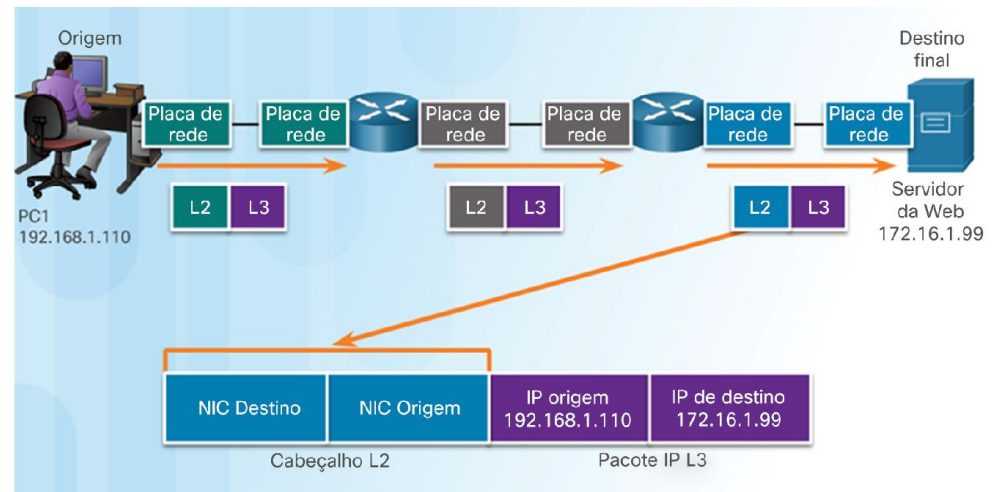 Origem
Destino
final
Placa de
rede
Placa de
rede
Placa de
rede
Placa de
rede
Placa de
rede
Placa de
rede
L2 L3
L2 L3
L2 L3
PC1
192.168.1.110
Servidor
da Web
172.16.1.99
NIC Destino
NIC Origem
IP origem
192.168.1.110
IP de destino
172.16.1.99
Cabeçalho L2
Pacote IP L3